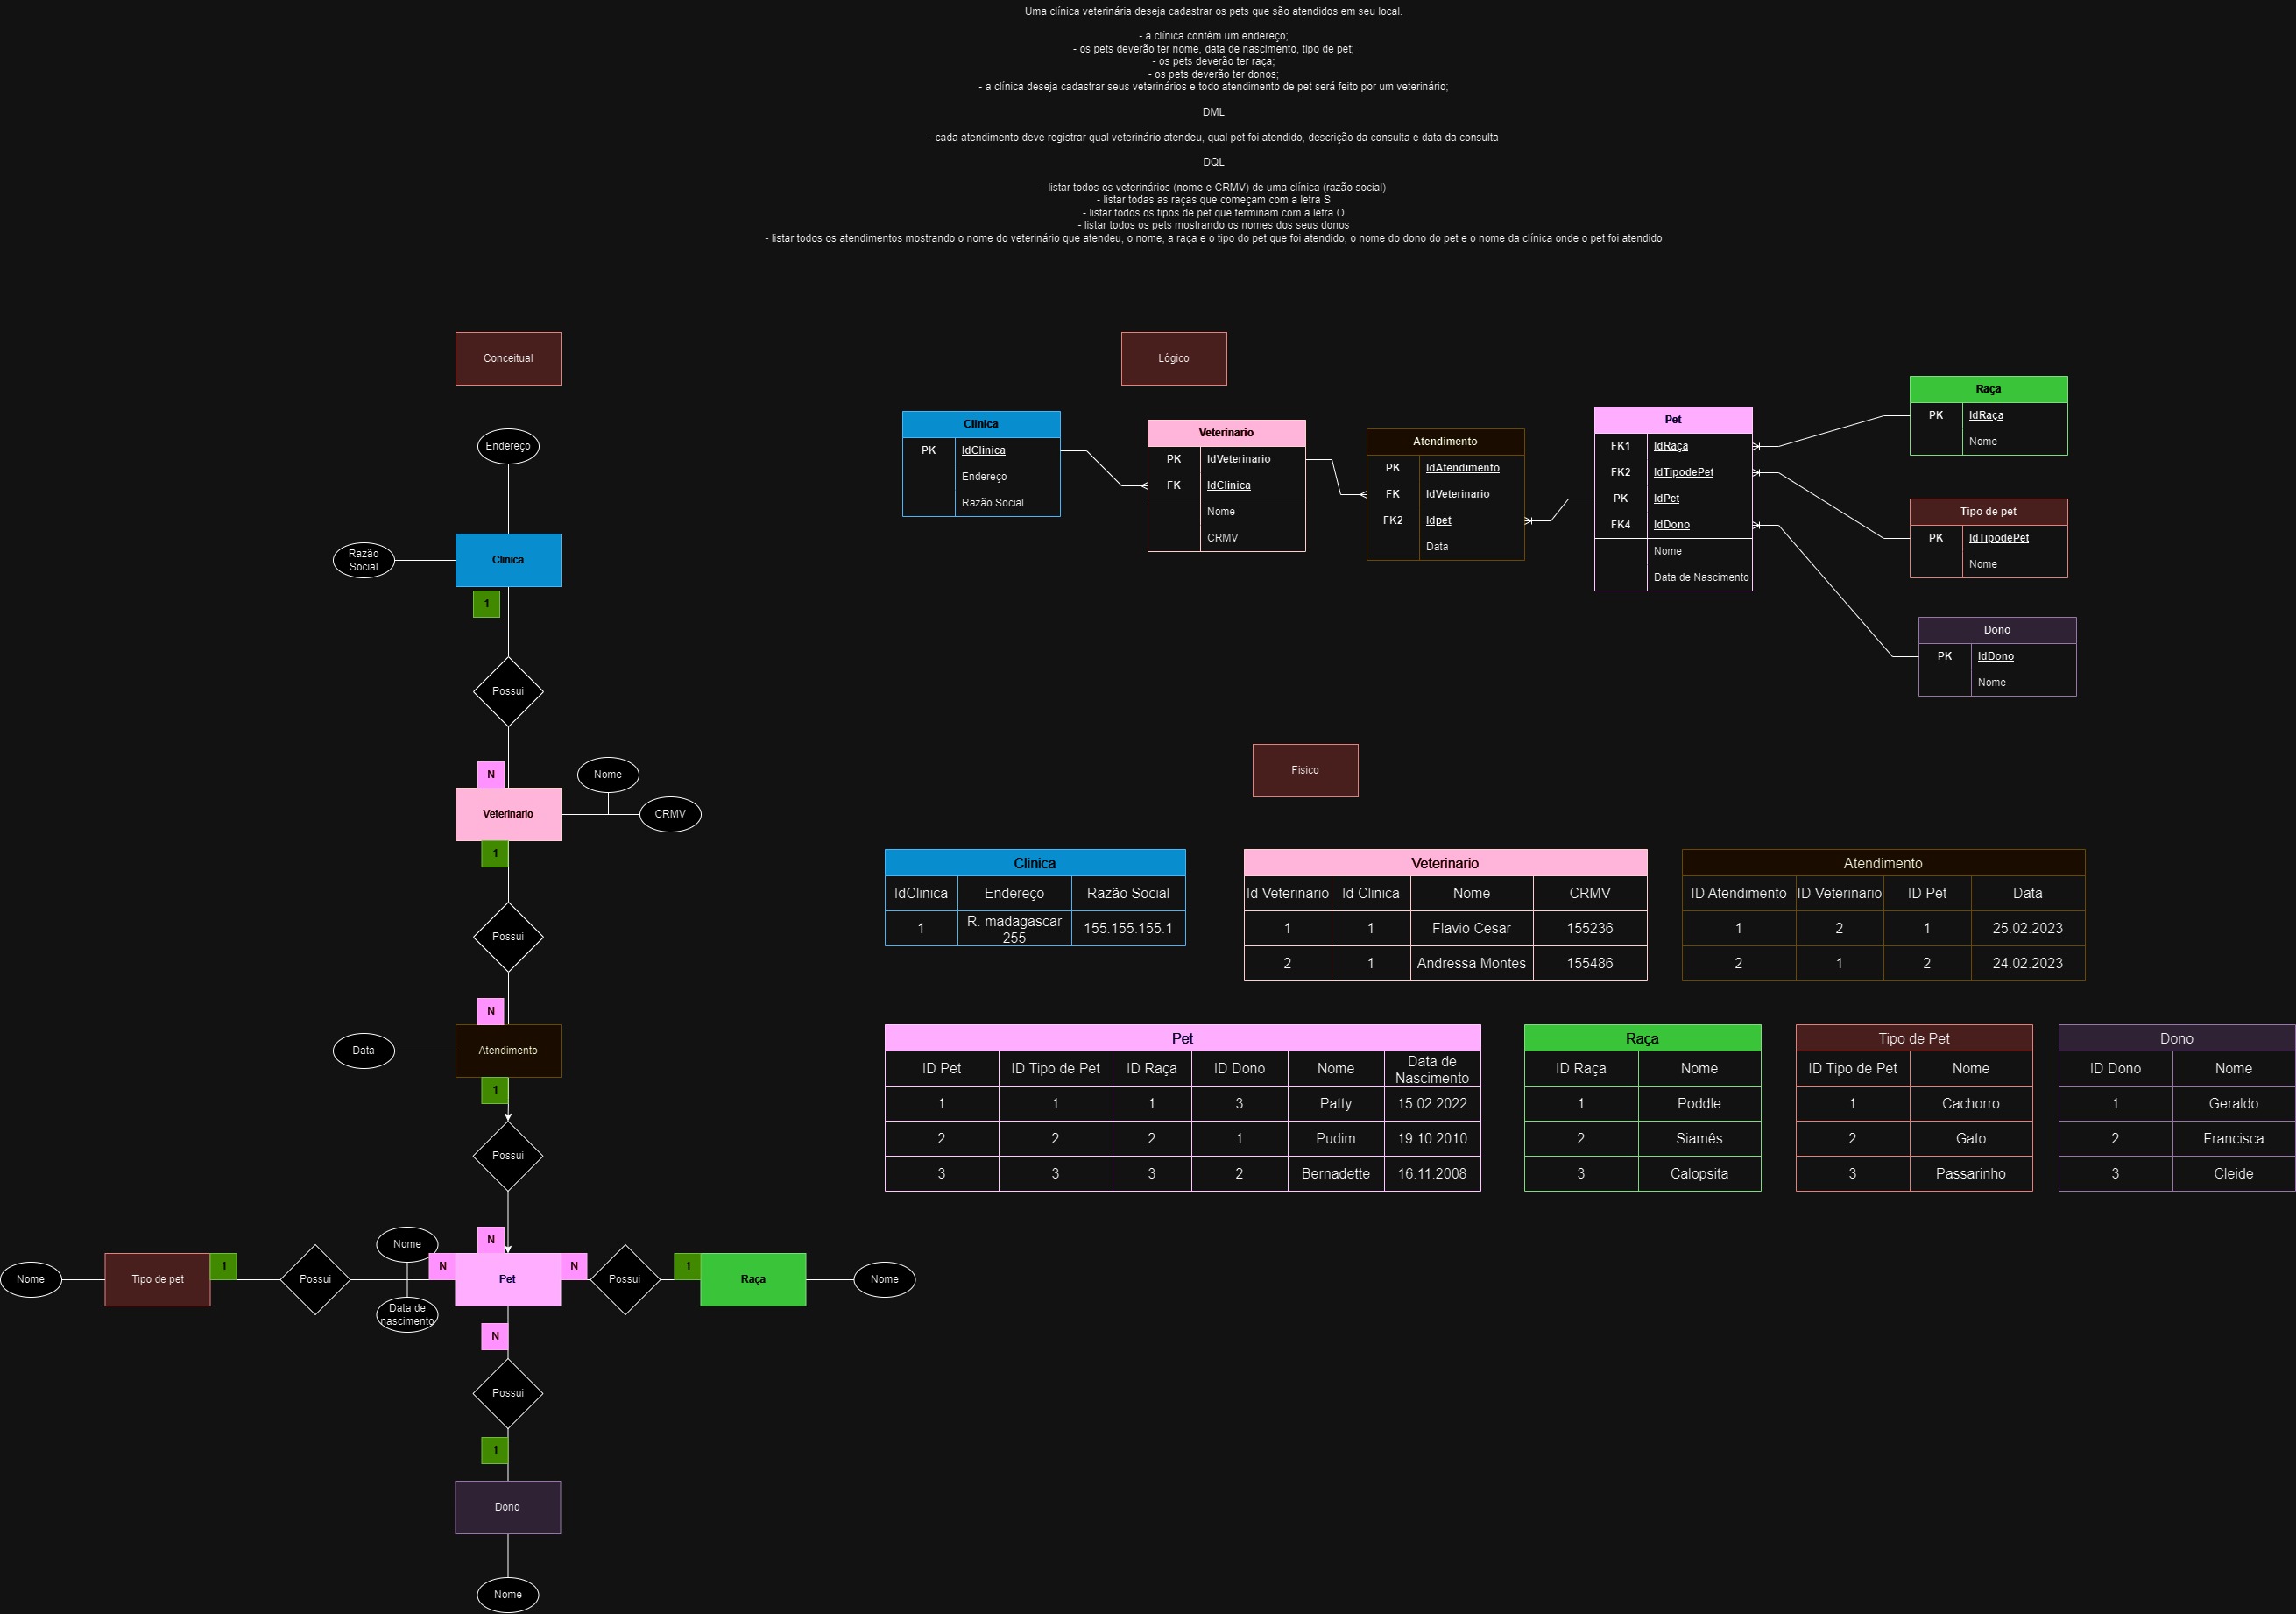 Uma clínica veterinária deseja cadastrar os pets que são atendidos em seu local.
- a clínica contém um endereço;
- os pets deverão ter nome, data de nascimento, tipo de pet;
- os pets deverão ter raça;
- os pets deverão ter donos;
- a clínica deseja cadastrar seus veterinários e todo atendimento de pet será feito por um veterinário;
DML
- cada atendimento deve registrar qual veterinário atendeu, qual pet foi atendido, descrição da consulta e data da consulta
DQL
- listar todos os veterinários (nome e CRMV) de uma clínica (razão social)
- listar todas as raças que começam com a letra S
- listar todos os tipos de pet que terminam com a letra O
- listar todos os pets mostrando os nomes dos seus donos
- listar todos os atendimentos mostrando o nome do veterinário que atendeu, o nome, a raça e o tipo do pet que foi atendido, o nome do dono do pet e o nome da clínica onde o pet foi atendido
Conceitual
Endereço
Razão
Social
Clinica
1
Possui
N
Veterinario
Nome
CRMV
1
Possui
N
Data
Atendimento
1
Possui
N
Nome
Tipo de pet
1
Possui
Nome
Data de
nascimento
N
Pet
N
Possui
1
Raça
Nome
N
Possui
1
Dono
Nome
Lógico
Clinica
PK IdClinica
Endereço
Razão Social
Veterinario
PK IdVeterinario
FK IdClinica
Nome
CRMV
Atendimento
PK IdAtendimento
FK IdVeterinario
FK2 Idpet
Data
Pet
FK1 IdRaça
FK2 IdTipodePet
PK IdPet
FK4 IdDono
Nome
Data de Nascimento
Raça
PK IdRaça
Nome
Tipo de pet
PK IdTipodePet
Nome
Dono
PK IdDono
Nome
Fisico
Clinica
IdClinica Endereço Razão Social
1 R. madagascar 255 155.155.155.1
Veterinario
Id Veterinario Id Clinica Nome CRMV
1 1 Flavio Cesar 155236
2 1 Andressa Montes 155486
Atendimento
ID Atendimento ID Veterinario ID Pet Data
1 2 1 25.02.2023
2 1 2 24.02.2023
Pet
ID Pet ID Tipo de Pet ID Raça ID Dono Nome Data de Nascimento
1 1 1 3 Patty 15.02.2022
2 2 2 1 Pudim 19.10.2010
3 3 3 2 Bernadette 16.11.2008
Raça
ID Raça Nome
1 Poddle
2 Siamês
3 Calopsita
Tipo de Pet
ID Tipo de Pet Nome
1 Cachorro
2 Gato
3 Passarinho
Dono
ID Dono Nome
1 Geraldo
2 Francisca
3 Cleide